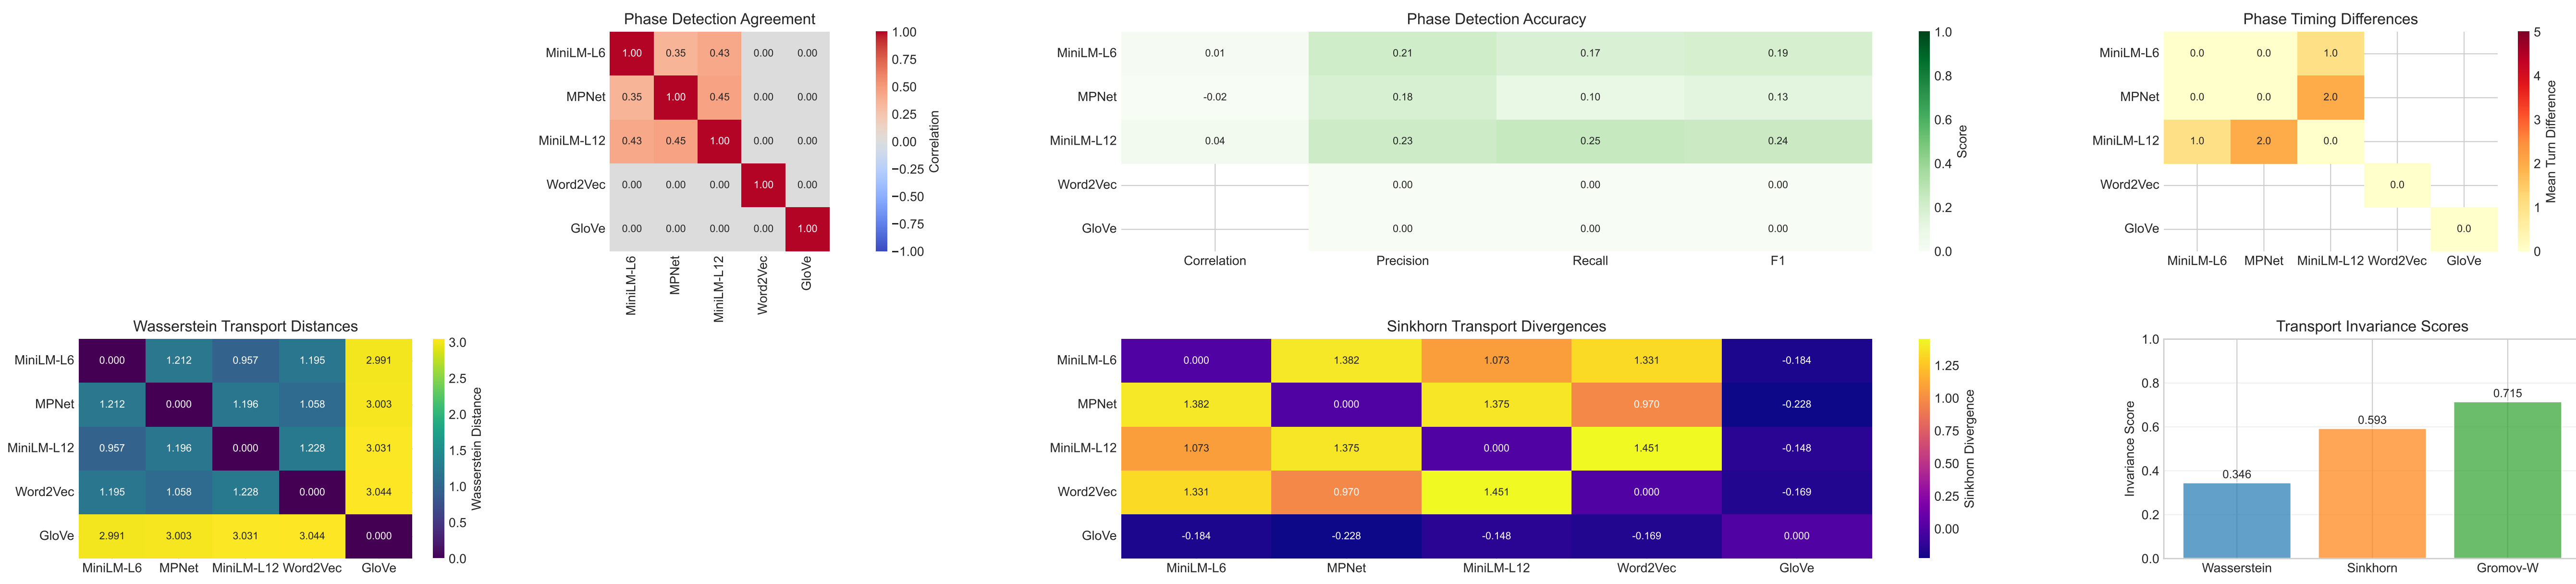 Phase Detection Agreement
MiniLM-L6 1.00 0.35 0.43 0.00 0.00
MPNet 0.35 1.00 0.45 0.00 0.00
MiniLM-L12 0.43 0.45 1.00 0.00 0.00
Word2Vec 0.00 0.00 0.00 1.00 0.00
GloVe 0.00 0.00 0.00 0.00 1.00
MiniLM-L6 MPNet MiniLM-L12 Word2Vec GloVe
1.00
0.75
0.50
0.25
0.00
−0.25
−0.50
−0.75
−1.00
Correlation
Phase Detection Accuracy
MiniLM-L6 0.01 0.21 0.17 0.19
MPNet -0.02 0.18 0.10 0.13
MiniLM-L12 0.04 0.23 0.25 0.24
Word2Vec 0.00 0.00 0.00
GloVe 0.00 0.00 0.00
Correlation Precision Recall F1
1.0
0.8
0.6
0.4
0.2
0.0
Score
Phase Timing Differences
MiniLM-L6 0.0 0.0 1.0
MPNet 0.0 0.0 2.0
MiniLM-L12 1.0 2.0 0.0
Word2Vec 0.0
GloVe 0.0
MiniLM-L6 MPNet MiniLM-L12 Word2Vec GloVe
5
4
3
2
1
0
Mean Turn Difference
Wasserstein Transport Distances
MiniLM-L6 0.000 1.212 0.957 1.195 2.991
MPNet 1.212 0.000 1.196 1.058 3.003
MiniLM-L12 0.957 1.196 0.000 1.228 3.031
Word2Vec 1.195 1.058 1.228 0.000 3.044
GloVe 2.991 3.003 3.031 3.044 0.000
MiniLM-L6 MPNet MiniLM-L12 Word2Vec GloVe
3.0
2.5
2.0
1.5
1.0
0.5
0.0
Wasserstein Distance
Sinkhorn Transport Divergences
MiniLM-L6 0.000 1.382 1.073 1.331 -0.184
MPNet 1.382 0.000 1.375 0.970 -0.228
MiniLM-L12 1.073 1.375 0.000 1.451 -0.148
Word2Vec 1.331 0.970 1.451 0.000 -0.169
GloVe -0.184 -0.228 -0.148 -0.169 0.000
MiniLM-L6 MPNet MiniLM-L12 Word2Vec GloVe
1.25
1.00
0.75
0.50
0.25
0.00
Sinkhorn Divergence
Transport Invariance Scores
1.0
0.8
0.6
0.4
0.2
0.0
Invariance Score
0.346
0.593
0.715
Wasserstein Sinkhorn Gromov-W